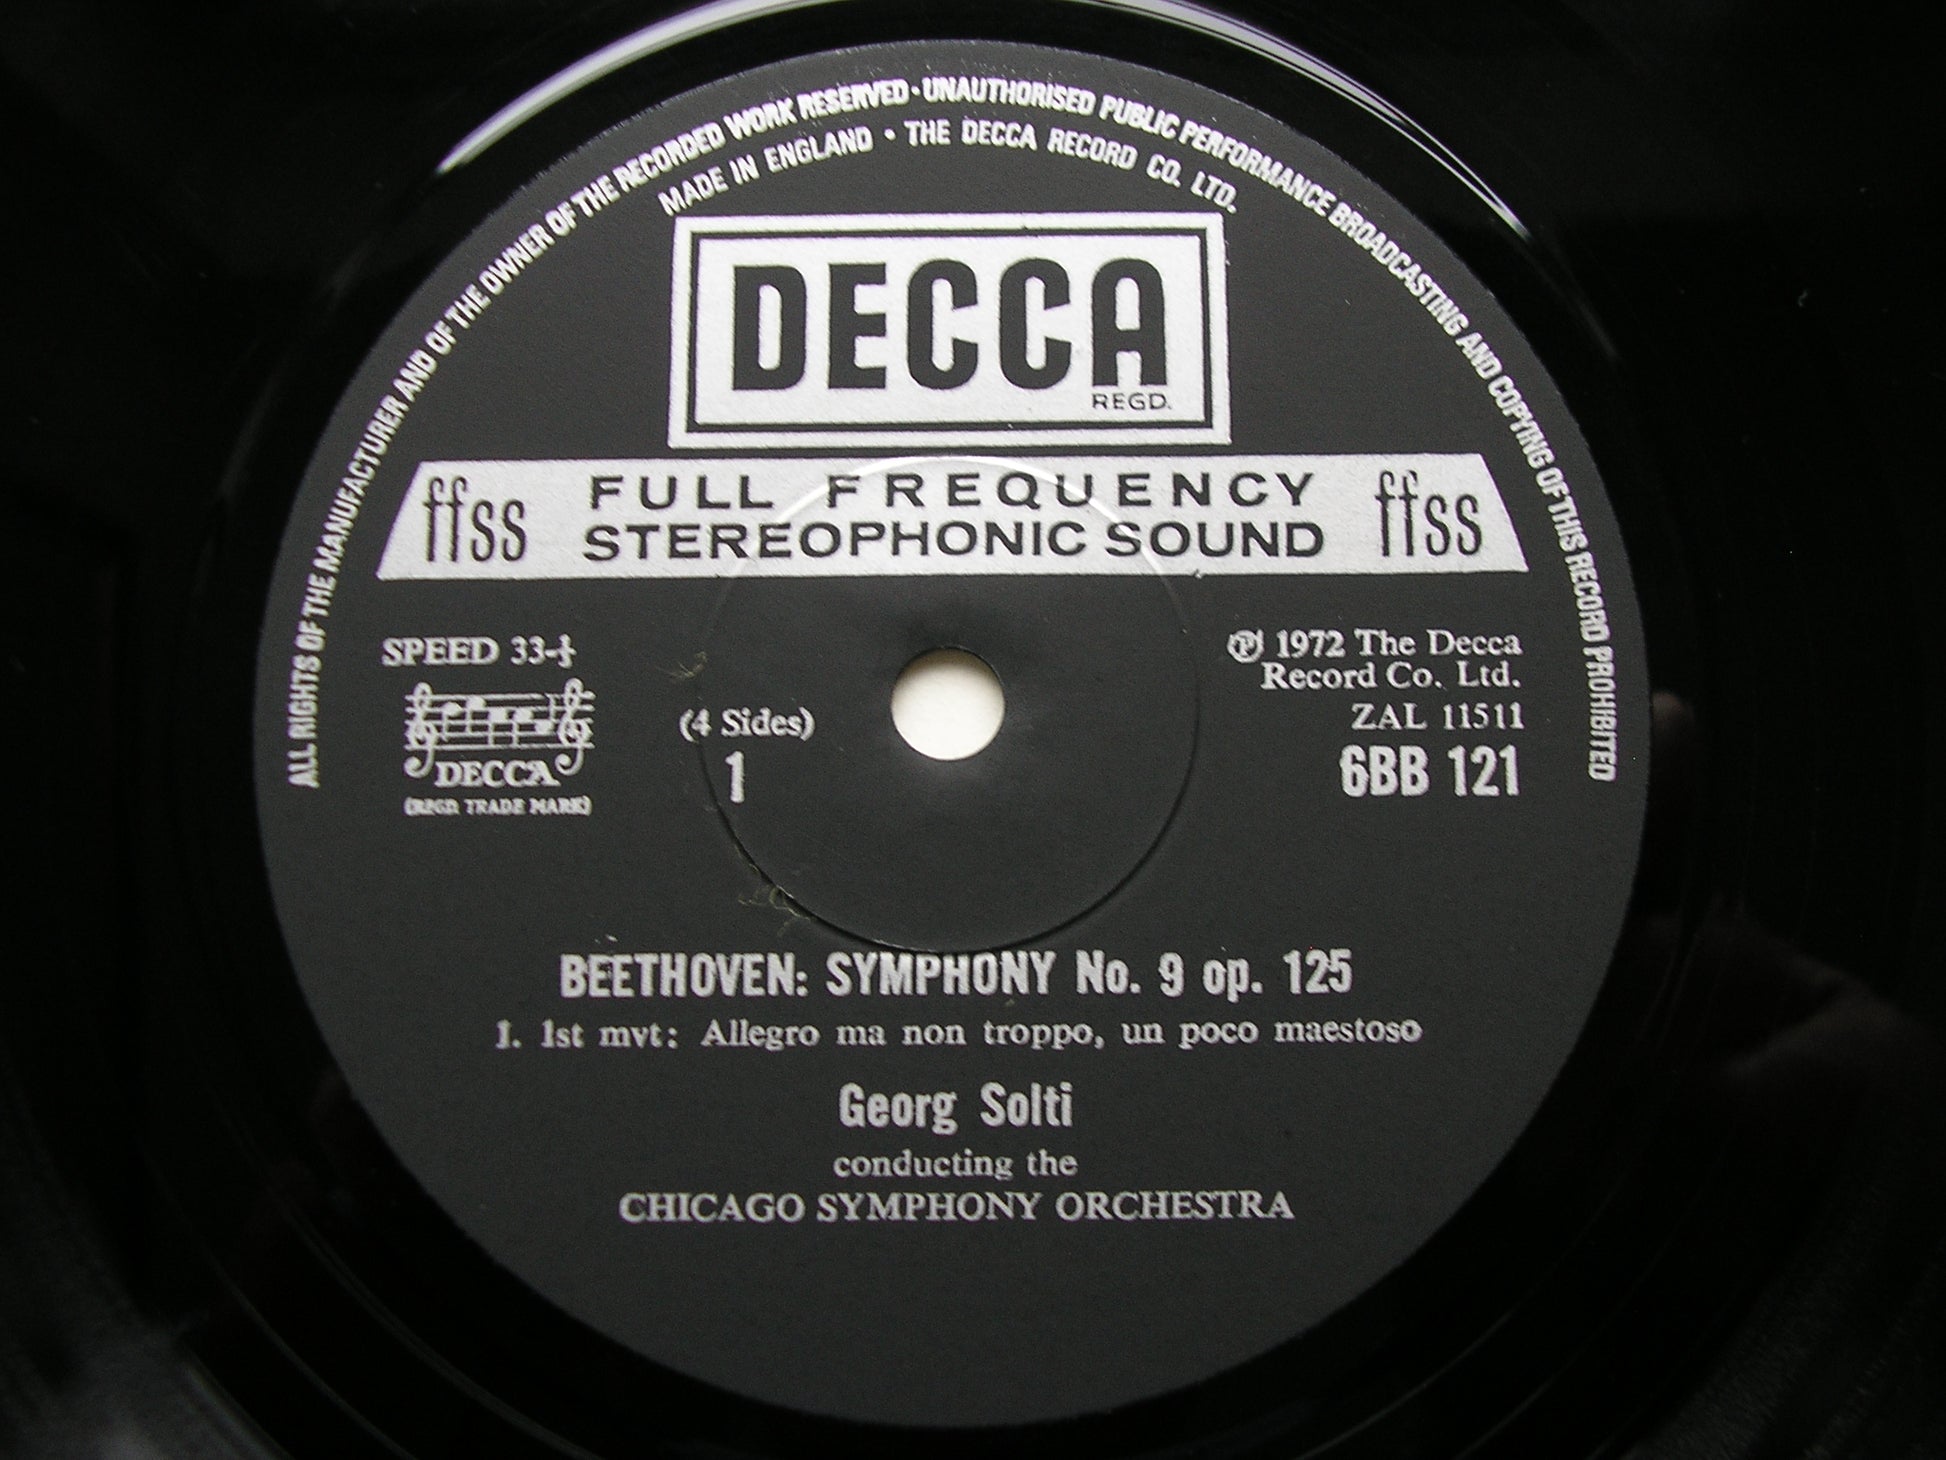 ALL RIGHTS OF THE MANUFACTURER AND OF THE OWNER OF THE RECORDED WORK RESERVED · UNAUTHORISED PUBLIC PERFORMANCE BROADCASTING AND COPYING OF THIS RECORD PROHIBITED
MADE IN ENGLAND • THE DECCA RECORD CO. LTD.
DECCA
REGD.
ffss FULL FREQUENCY ffss
STEREOPHONIC SOUND
SPEED 33-⅓
DECCA
(REGD. TRADE MARK)
(4 Sides)
1
Ⓟ 1972 The Decca
Record Co. Ltd.
ZAL 11511
6BB 121
BEETHOVEN: SYMPHONY No. 9 op. 125
1. 1st mvt: Allegro ma non troppo, un poco maestoso
Georg Solti
conducting the
CHICAGO SYMPHONY ORCHESTRA